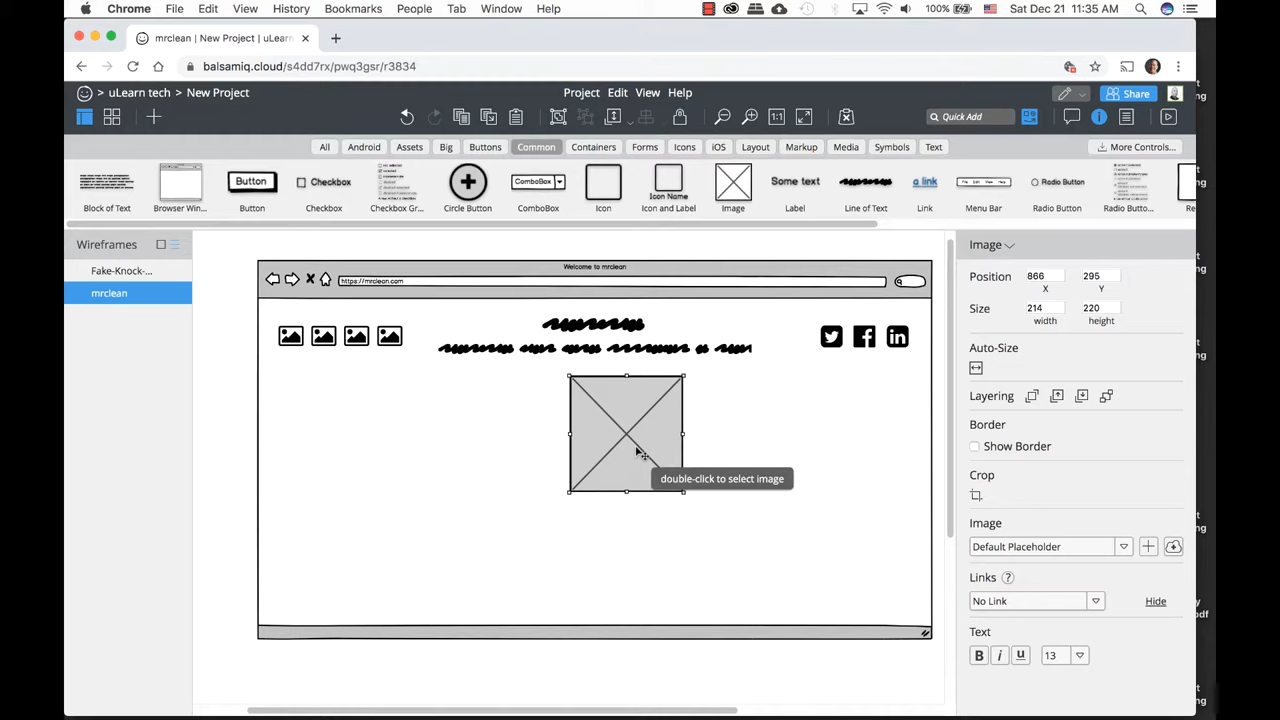 Chrome File Edit View History Bookmarks People Tab Window Help 100% Sat Dec 21 11:35 AM
mrclean | New Project | uLearn
balsamiq.cloud/s4dd7rx/pwq3gsr/r3834
> uLearn tech > New Project Project Edit View Help Share
1:1 Quick Add
All Android Assets Big Buttons Common Containers Forms Icons iOS Layout Markup Media Symbols Text More Controls...
Button Checkbox ComboBox Icon Name Some text a link Radio Button
Block of Text Browser Win... Button Checkbox Checkbox Gr... Circle Button ComboBox Icon Icon and Label Image Label Line of Text Link Menu Bar Radio Button Radio Butto... Re
Wireframes
Fake-Knock-...
mrclean
Welcome to mrclean
https://mrclean.com
double-click to select image
Image
Position 866 295
X Y
Size 214 220
width height
Auto-Size
Layering
Border
Show Border
Crop
Image
Default Placeholder
Links ?
No Link Hide
Text
B i u 13